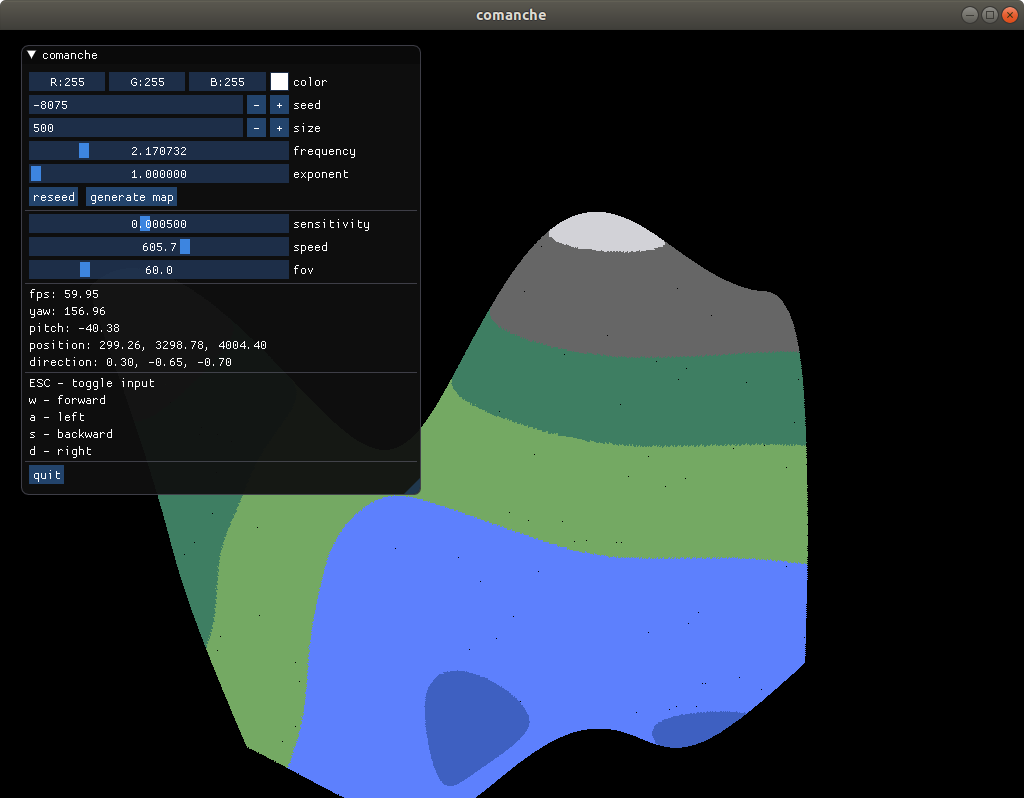 comanche
comanche
R:255 G:255 B:255 color
-8075 - + seed
500 - + size
2.170732 frequency
1.000000 exponent
reseed generate map
0.000500 sensitivity
605.7 speed
60.0 fov
fps: 59.95
yaw: 156.96
pitch: -40.38
position: 299.26, 3298.78, 4004.40
direction: 0.30, -0.65, -0.70
ESC - toggle input
w - forward
a - left
s - backward
d - right
quit